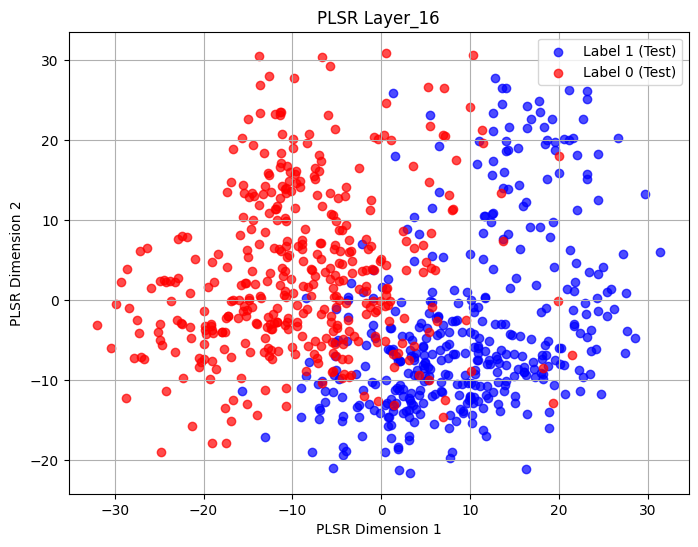 PLSR Layer_16
Label 1 (Test)
Label 0 (Test)
PLSR Dimension 2
30
20
10
0
−10
−20
−30
−20
−10
0
10
20
30
PLSR Dimension 1